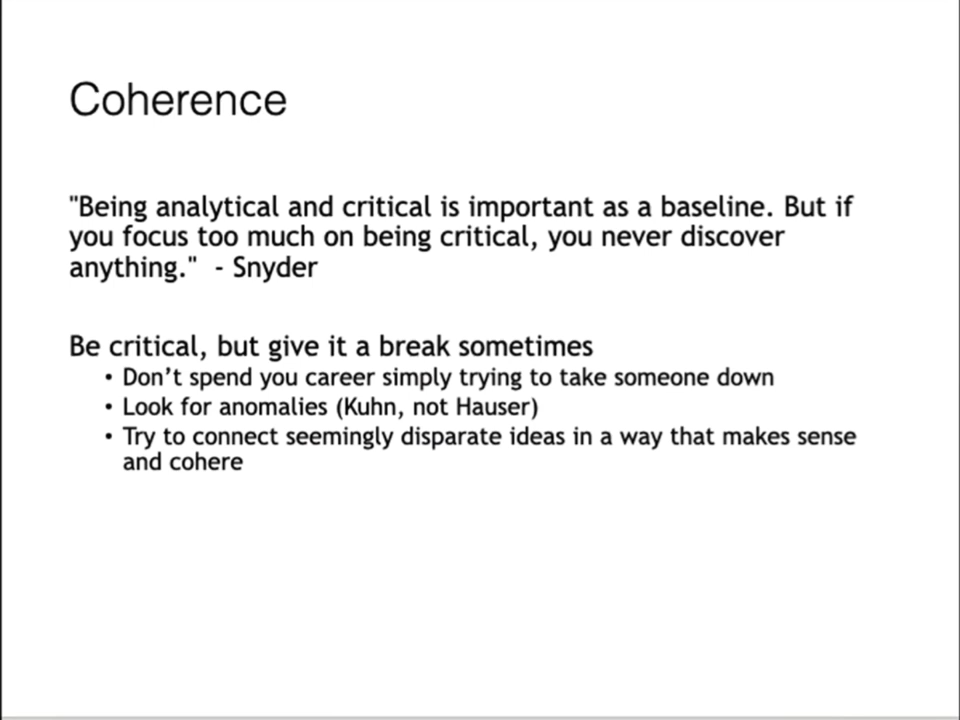 Coherence
"Being analytical and critical is important as a baseline. But if
you focus too much on being critical, you never discover
anything."  - Snyder
Be critical, but give it a break sometimes
• Don’t spend you career simply trying to take someone down
• Look for anomalies (Kuhn, not Hauser)
• Try to connect seemingly disparate ideas in a way that makes sense
and cohere